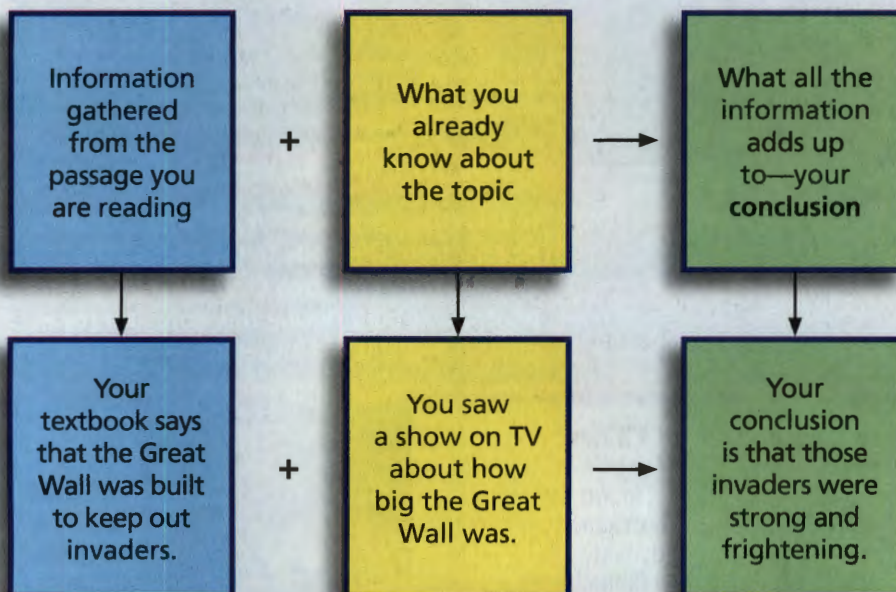 Information
gathered
from the
passage you
are reading
+
What you
already
know about
the topic
What all the
information
adds up
to—your
conclusion
Your
textbook says
that the Great
Wall was built
to keep out
invaders.
+
You saw
a show on TV
about how
big the Great
Wall was.
Your
conclusion
is that those
invaders were
strong and
frightening.